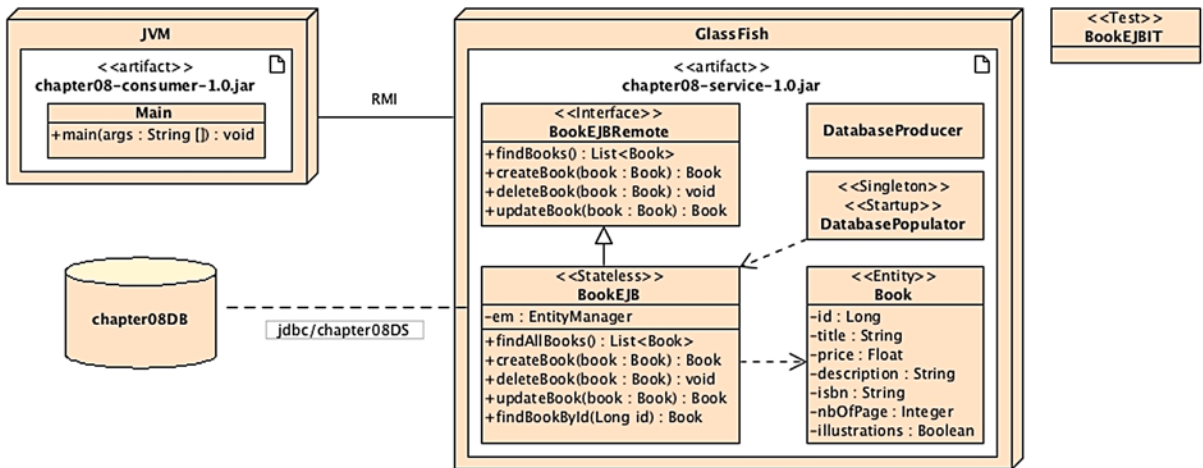 JVM
<<artifact>>
chapter08-consumer-1.0.jar
Main
+main(args : String []) : void
RMI
GlassFish
<<artifact>>
chapter08-service-1.0.jar
<<Interface>>
BookEJBRemote
+findBooks() : List<Book>
+createBook(book : Book) : Book
+deleteBook(book : Book) : void
+updateBook(book : Book) : Book
DatabaseProducer
<<Singleton>>
<<Startup>>
DatabasePopulator
<<Stateless>>
BookEJB
-em : EntityManager
+findAllBooks() : List<Book>
+createBook(book : Book) : Book
+deleteBook(book : Book) : void
+updateBook(book : Book) : Book
+findBookById(Long id) : Book
<<Entity>>
Book
-id : Long
-title : String
-price : Float
-description : String
-isbn : String
-nbOfPage : Integer
-illustrations : Boolean
chapter08DB
jdbc/chapter08DS
<<Test>>
BookEJBIT